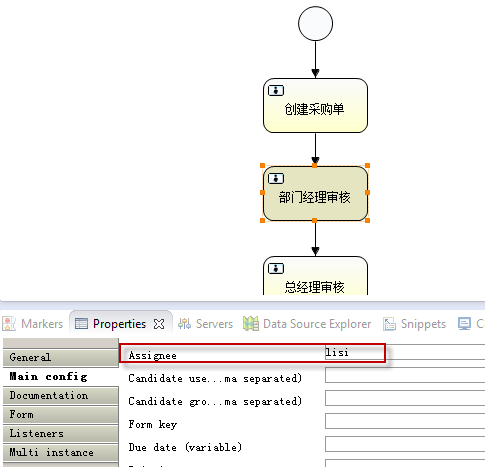 创建采购单
部门经理审核
总经理审核
Markers Properties Servers Data Source Explorer Snippets C
General
Main config
Documentation
Form
Listeners
Multi instance
Assignee lisi
Candidate use...ma separated)
Candidate gro...ma separated)
Form key
Due date (variable)